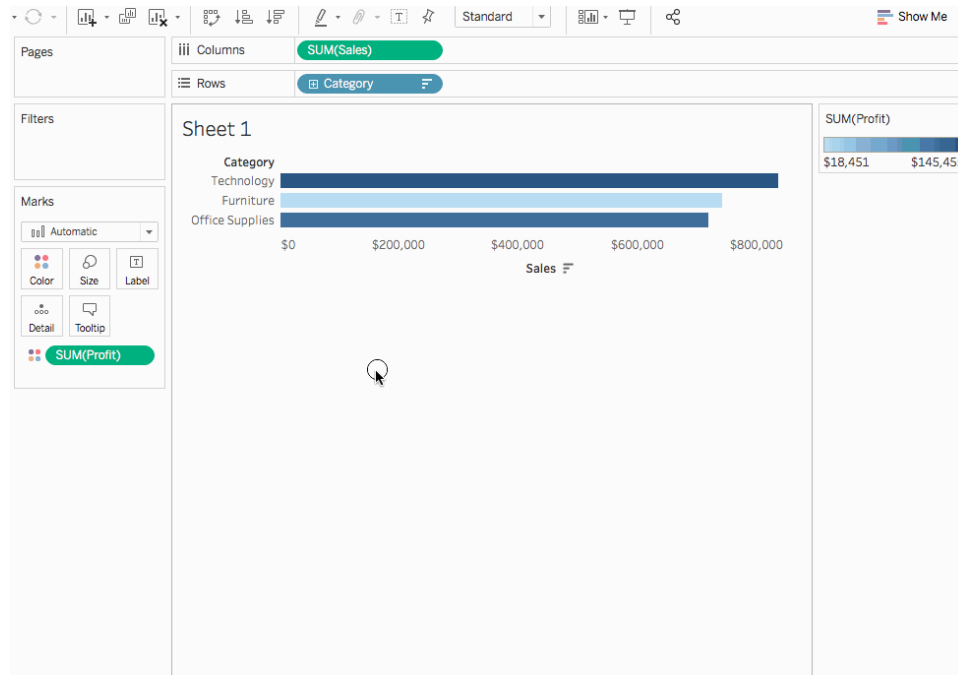 Standard
Show Me
Pages
Columns
SUM(Sales)
Rows
Category
Filters
Marks
Automatic
Color
Size
T
Label
Detail
Tooltip
SUM(Profit)
Sheet 1
Category
Technology
Furniture
Office Supplies
$0 $200,000 $400,000 $600,000 $800,000
Sales
SUM(Profit)
$18,451 $145,45